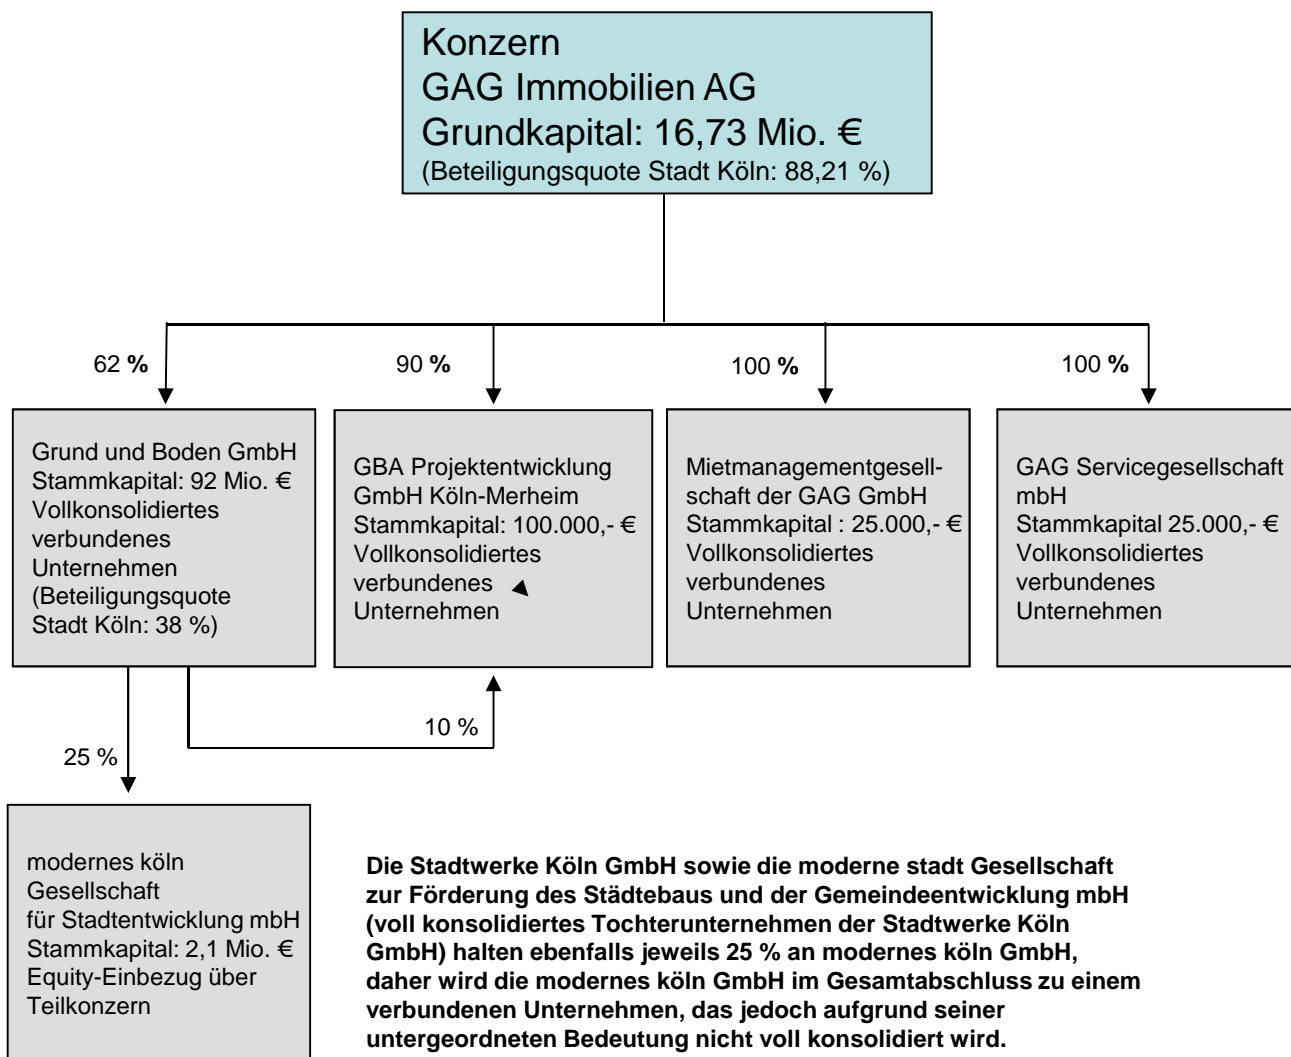 Konzern
GAG Immobilien AG
Grundkapital: 16,73 Mio. €
(Beteiligungsquote Stadt Köln: 88,21 %)
62 %
90 %
100 %
100 %
Grund und Boden GmbH
Stammkapital: 92 Mio. €
Vollkonsolidiertes
verbundenes
Unternehmen
(Beteiligungsquote
Stadt Köln: 38 %)
GBA Projektentwicklung
GmbH Köln-Merheim
Stammkapital: 100.000,- €
Vollkonsolidiertes
verbundenes
Unternehmen
Mietmanagementgesell-
schaft der GAG GmbH
Stammkapital : 25.000,- €
Vollkonsolidiertes
verbundenes
Unternehmen
GAG Servicegesellschaft
mbH
Stammkapital 25.000,- €
Vollkonsolidiertes
verbundenes
Unternehmen
10 %
25 %
modernes köln
Gesellschaft
für Stadtentwicklung mbH
Stammkapital: 2,1 Mio. €
Equity-Einbezug über
Teilkonzern
Die Stadtwerke Köln GmbH sowie die moderne stadt Gesellschaft
zur Förderung des Städtebaus und der Gemeindeentwicklung mbH
(voll konsolidiertes Tochterunternehmen der Stadtwerke Köln
GmbH) halten ebenfalls jeweils 25 % an modernes köln GmbH,
daher wird die modernes köln GmbH im Gesamtabschluss zu einem
verbundenen Unternehmen, das jedoch aufgrund seiner
untergeordneten Bedeutung nicht voll konsolidiert wird.